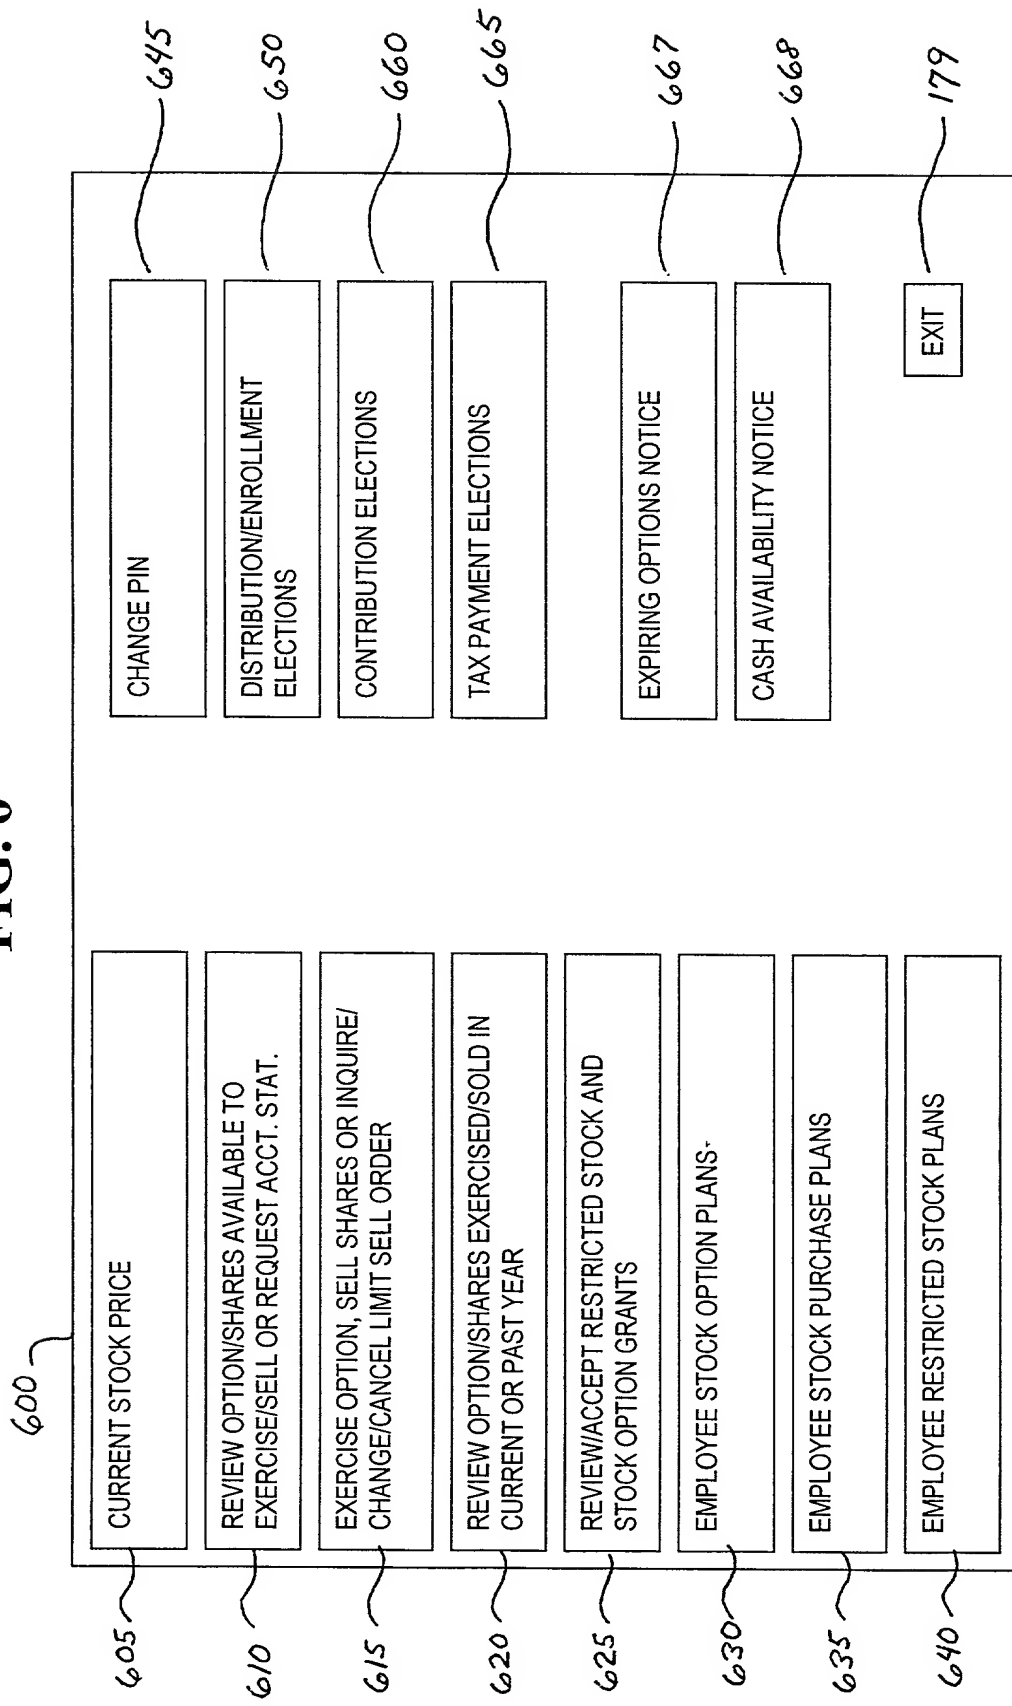 FIG. 6
600
605
CURRENT STOCK PRICE
610
REVIEW OPTION/SHARES AVAILABLE TO
EXERCISE/SELL OR REQUEST ACCT. STAT.
615
EXERCISE OPTION, SELL SHARES OR INQUIRE/
CHANGE/CANCEL LIMIT SELL ORDER
620
REVIEW OPTION/SHARES EXERCISED/SOLD IN
CURRENT OR PAST YEAR
625
REVIEW/ACCEPT RESTRICTED STOCK AND
STOCK OPTION GRANTS
630
EMPLOYEE STOCK OPTION PLANS
635
EMPLOYEE STOCK PURCHASE PLANS
640
EMPLOYEE RESTRICTED STOCK PLANS
CHANGE PIN
645
DISTRIBUTION/ENROLLMENT
ELECTIONS
650
CONTRIBUTION ELECTIONS
660
TAX PAYMENT ELECTIONS
665
EXPIRING OPTIONS NOTICE
667
CASH AVAILABILITY NOTICE
668
EXIT
179